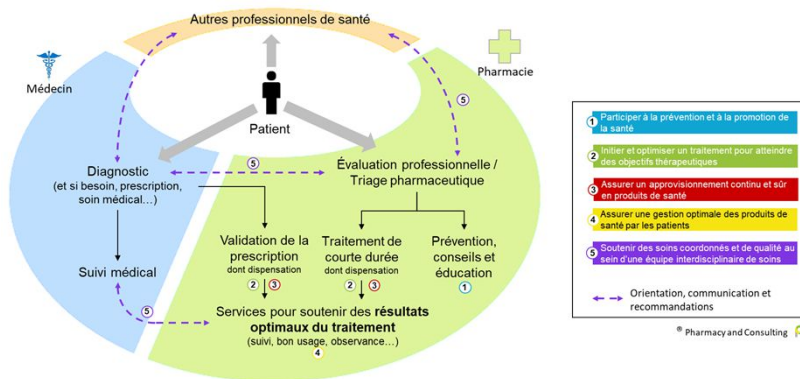 Autres professionnels de santé
Médecin
Pharmacie
Patient
5
Diagnostic
(et si besoin, prescription,
soin médical…)
5
Évaluation professionnelle /
Triage pharmaceutique
Suivi médical
Validation de la
prescription
dont dispensation
2 3
Traitement de
courte durée
dont dispensation
2 3
Prévention,
conseils et
éducation
1
5
Services pour soutenir des résultats
optimaux du traitement
(suivi, bon usage, observance…)
4
1 Participer à la prévention et à la promotion de
la santé
2 Initier et optimiser un traitement pour atteindre
des objectifs thérapeutiques
3 Assurer un approvisionnement continu et sûr
en produits de santé
4 Assurer une gestion optimale des produits de
santé par les patients
5 Soutenir des soins coordonnés et de qualité au
sein d'une équipe interdisciplinaire de soins
Orientation, communication et
recommandations
® Pharmacy and Consulting